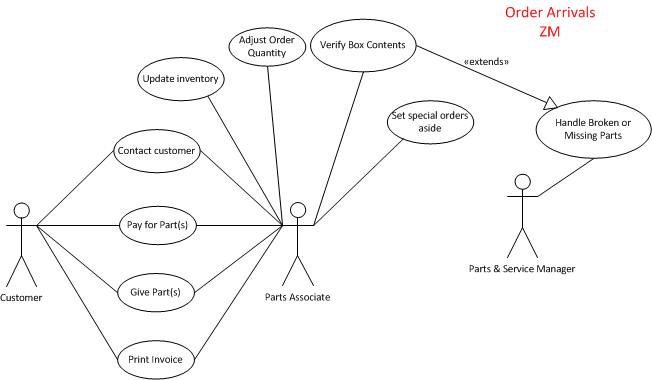 Order Arrivals
ZM
Adjust Order
Quantity
Verify Box Contents
«extends»
Update inventory
Set special orders
aside
Handle Broken or
Missing Parts
Contact customer
Pay for Part(s)
Parts & Service Manager
Give Part(s)
Customer
Parts Associate
Print Invoice